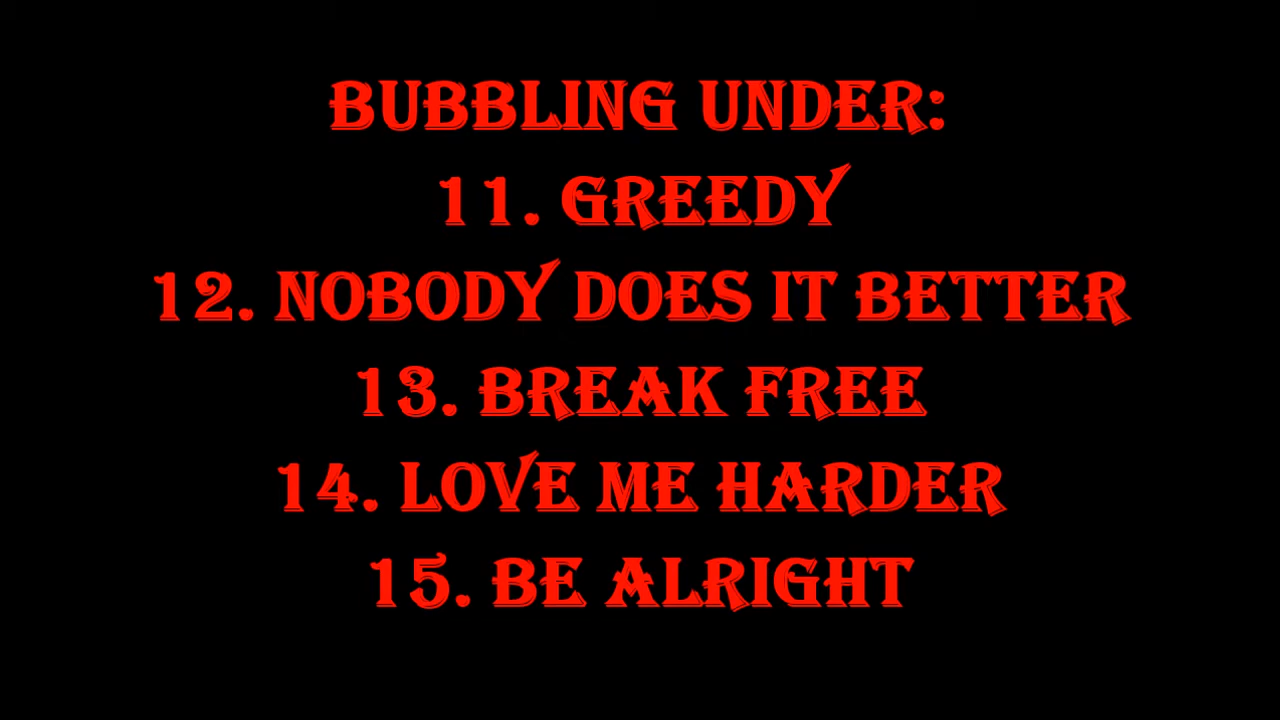 BUBBLING UNDER:
11. GREEDY
12. NOBODY DOES IT BETTER
13. BREAK FREE
14. LOVE ME HARDER
15. BE ALRIGHT